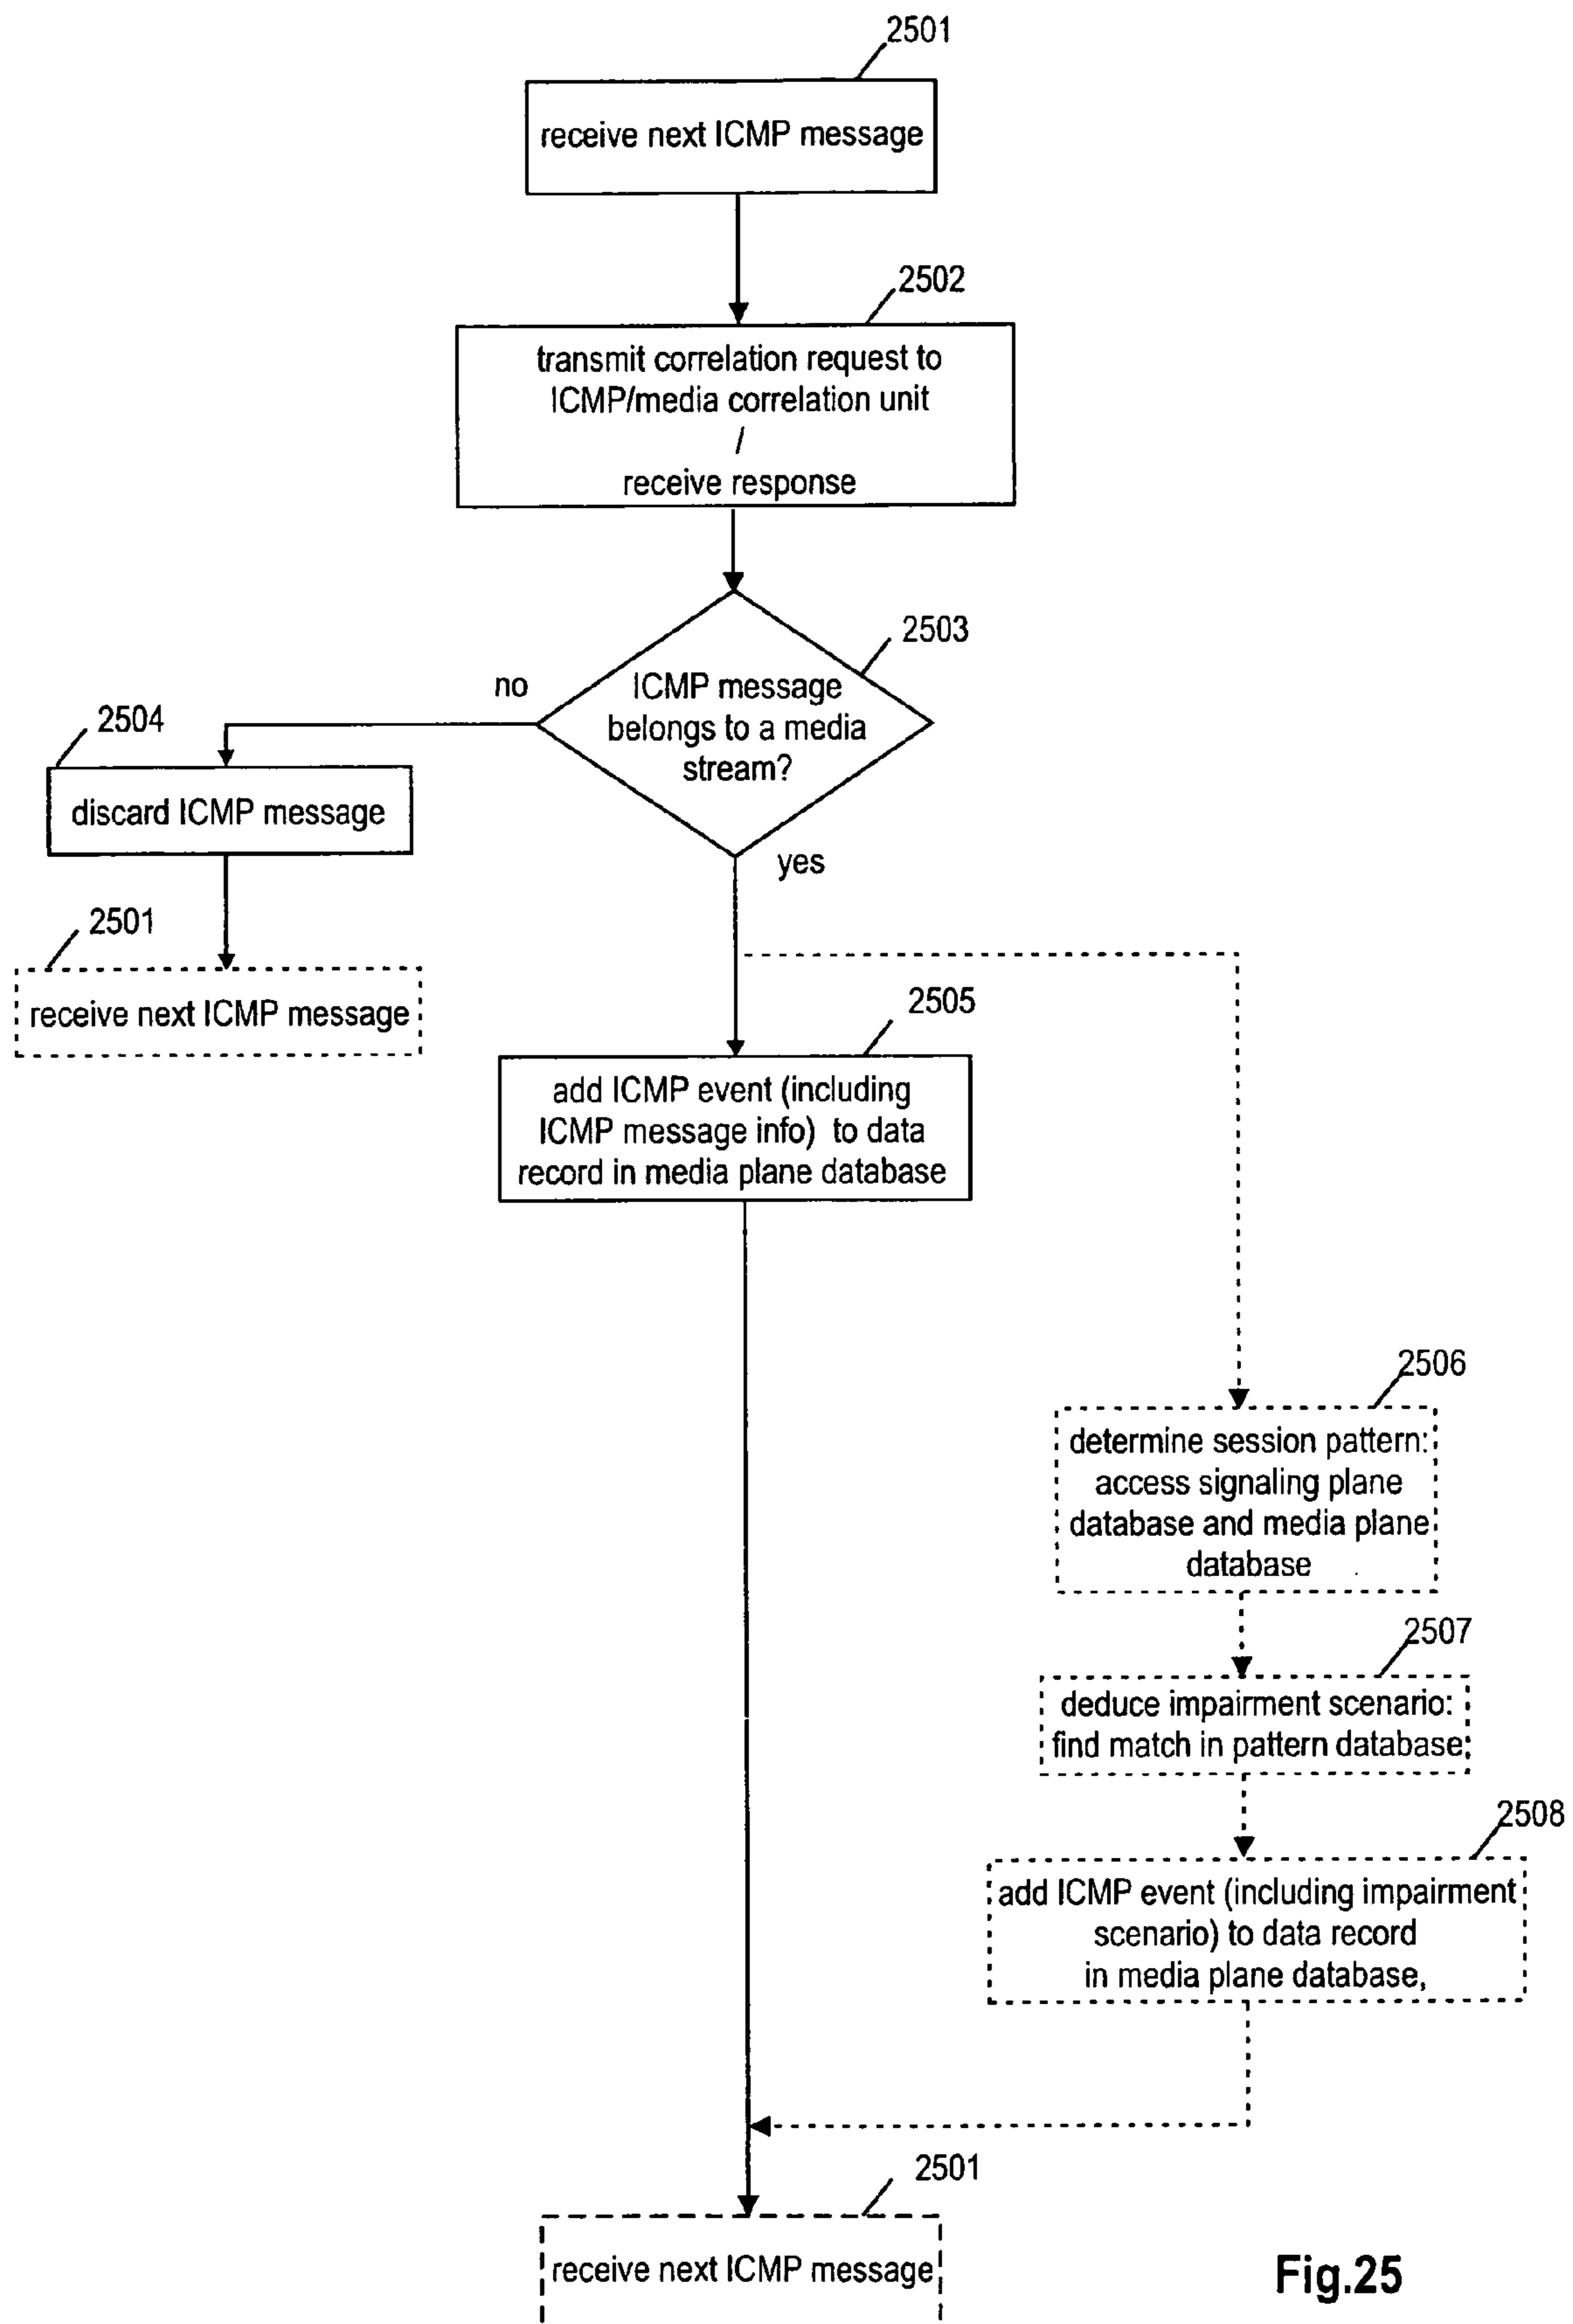 2501
receive next ICMP message
2502
transmit correlation request to
ICMP/media correlation unit
/
receive response
2503
ICMP message
belongs to a media
stream?
no
yes
2504
discard ICMP message
2501
receive next ICMP message
2505
add ICMP event (including
ICMP message info) to data
record in media plane database
2506
determine session pattern:
access signaling plane
database and media plane
database
2507
deduce impairment scenario:
find match in pattern database,
2508
add ICMP event (including impairment
scenario) to data record
in media plane database,
2501
receive next ICMP message
Fig.25